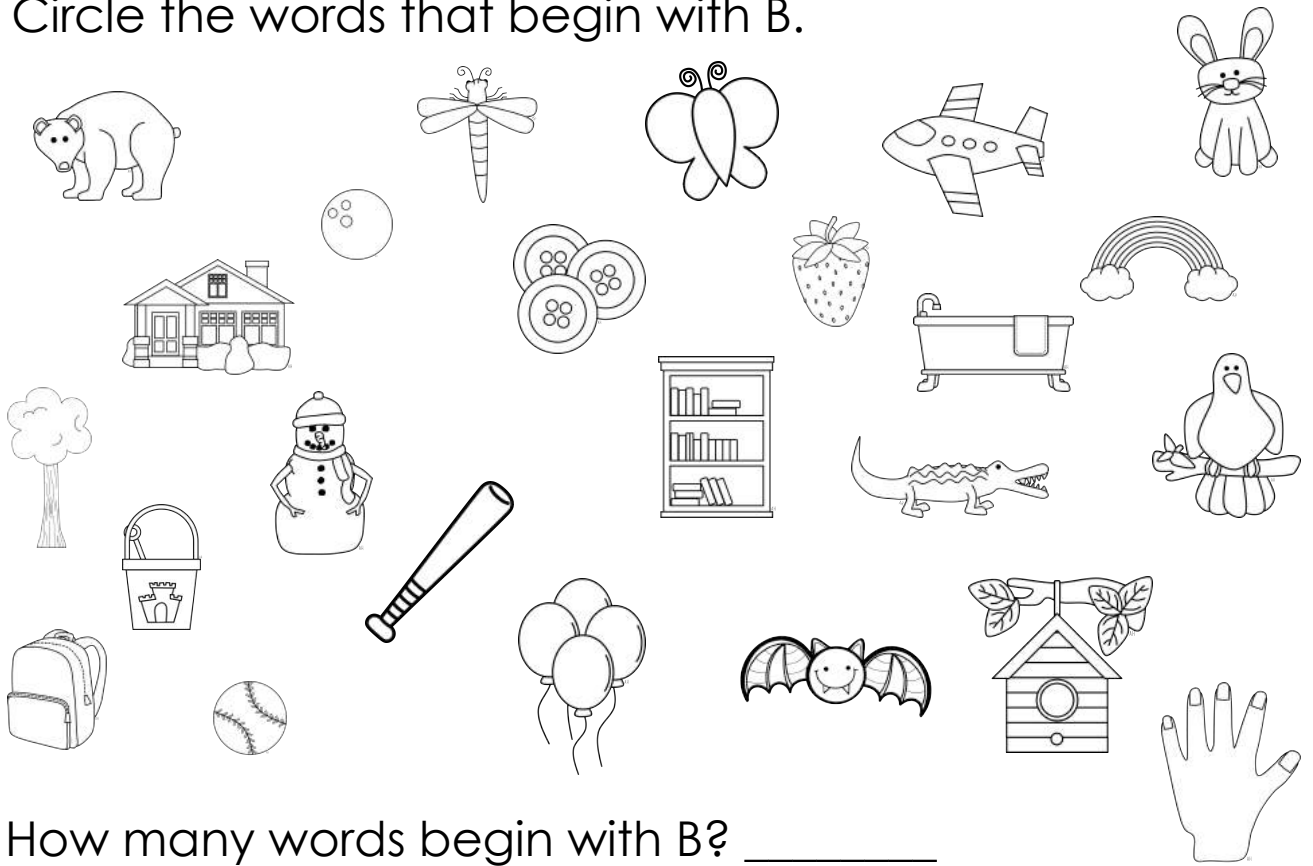 Circle the words that begin with B.
How many words begin with B? ________